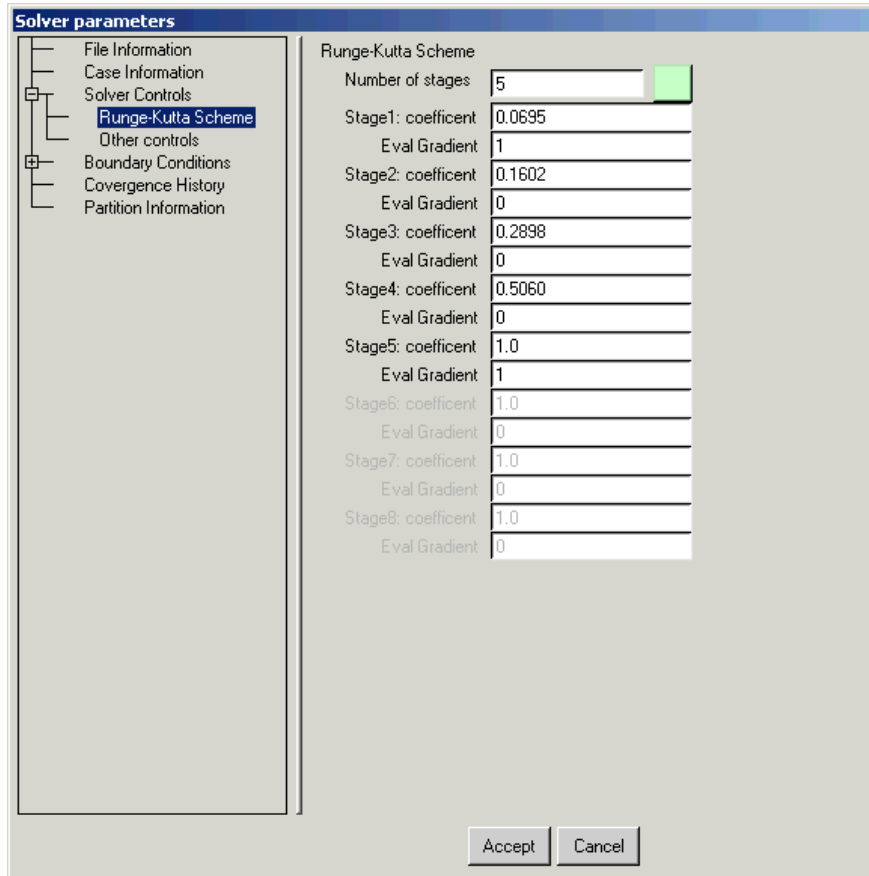 Solver parameters
File Information
Case Information
Solver Controls
Runge-Kutta Scheme
Other controls
Boundary Conditions
Covergence History
Partition Information
Runge-Kutta Scheme
Number of stages 5
Stage1: coefficent 0.0695
Eval Gradient 1
Stage2: coefficent 0.1602
Eval Gradient 0
Stage3: coefficent 0.2898
Eval Gradient 0
Stage4: coefficent 0.5060
Eval Gradient 0
Stage5: coefficent 1.0
Eval Gradient 1
Stage6: coefficent 1.0
Eval Gradient 0
Stage7: coefficent 1.0
Eval Gradient 0
Stage8: coefficent 1.0
Eval Gradient 0
Accept Cancel